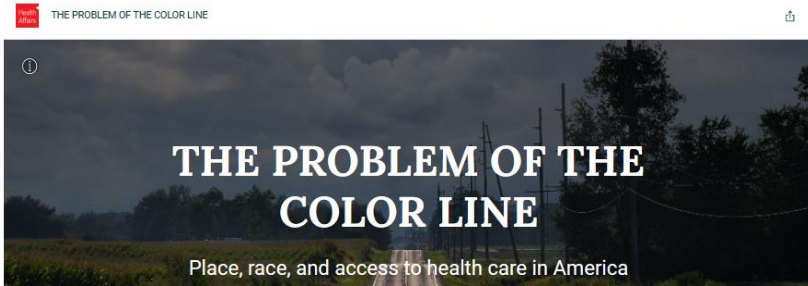 Health
Affairs
THE PROBLEM OF THE COLOR LINE
THE PROBLEM OF THE
COLOR LINE
Place, race, and access to health care in America